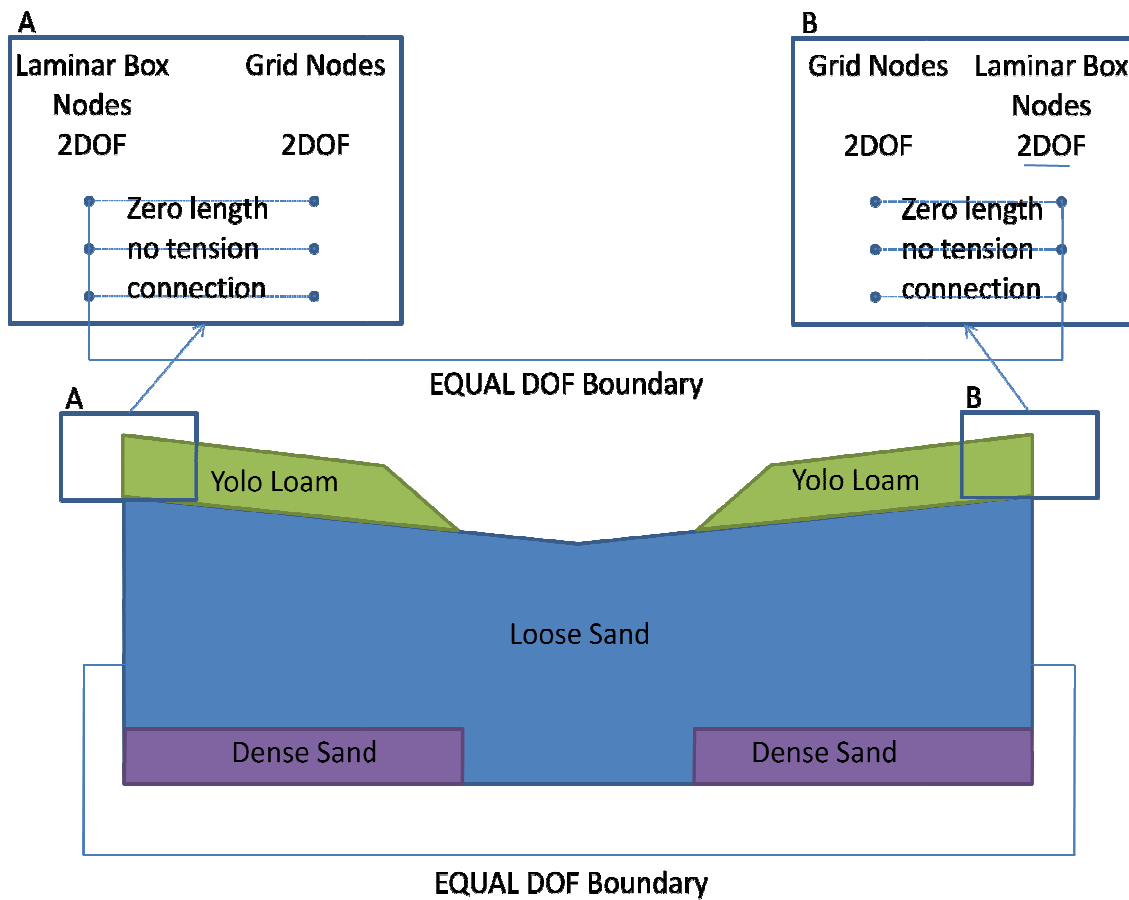 A
Laminar Box
Nodes
2DOF
Grid Nodes
2DOF
Zero length
no tension
connection
B
Grid Nodes
2DOF
Laminar Box
Nodes
2DOF
Zero length
no tension
connection
EQUAL DOF Boundary
A
B
Yolo Loam
Yolo Loam
Loose Sand
Dense Sand
Dense Sand
EQUAL DOF Boundary